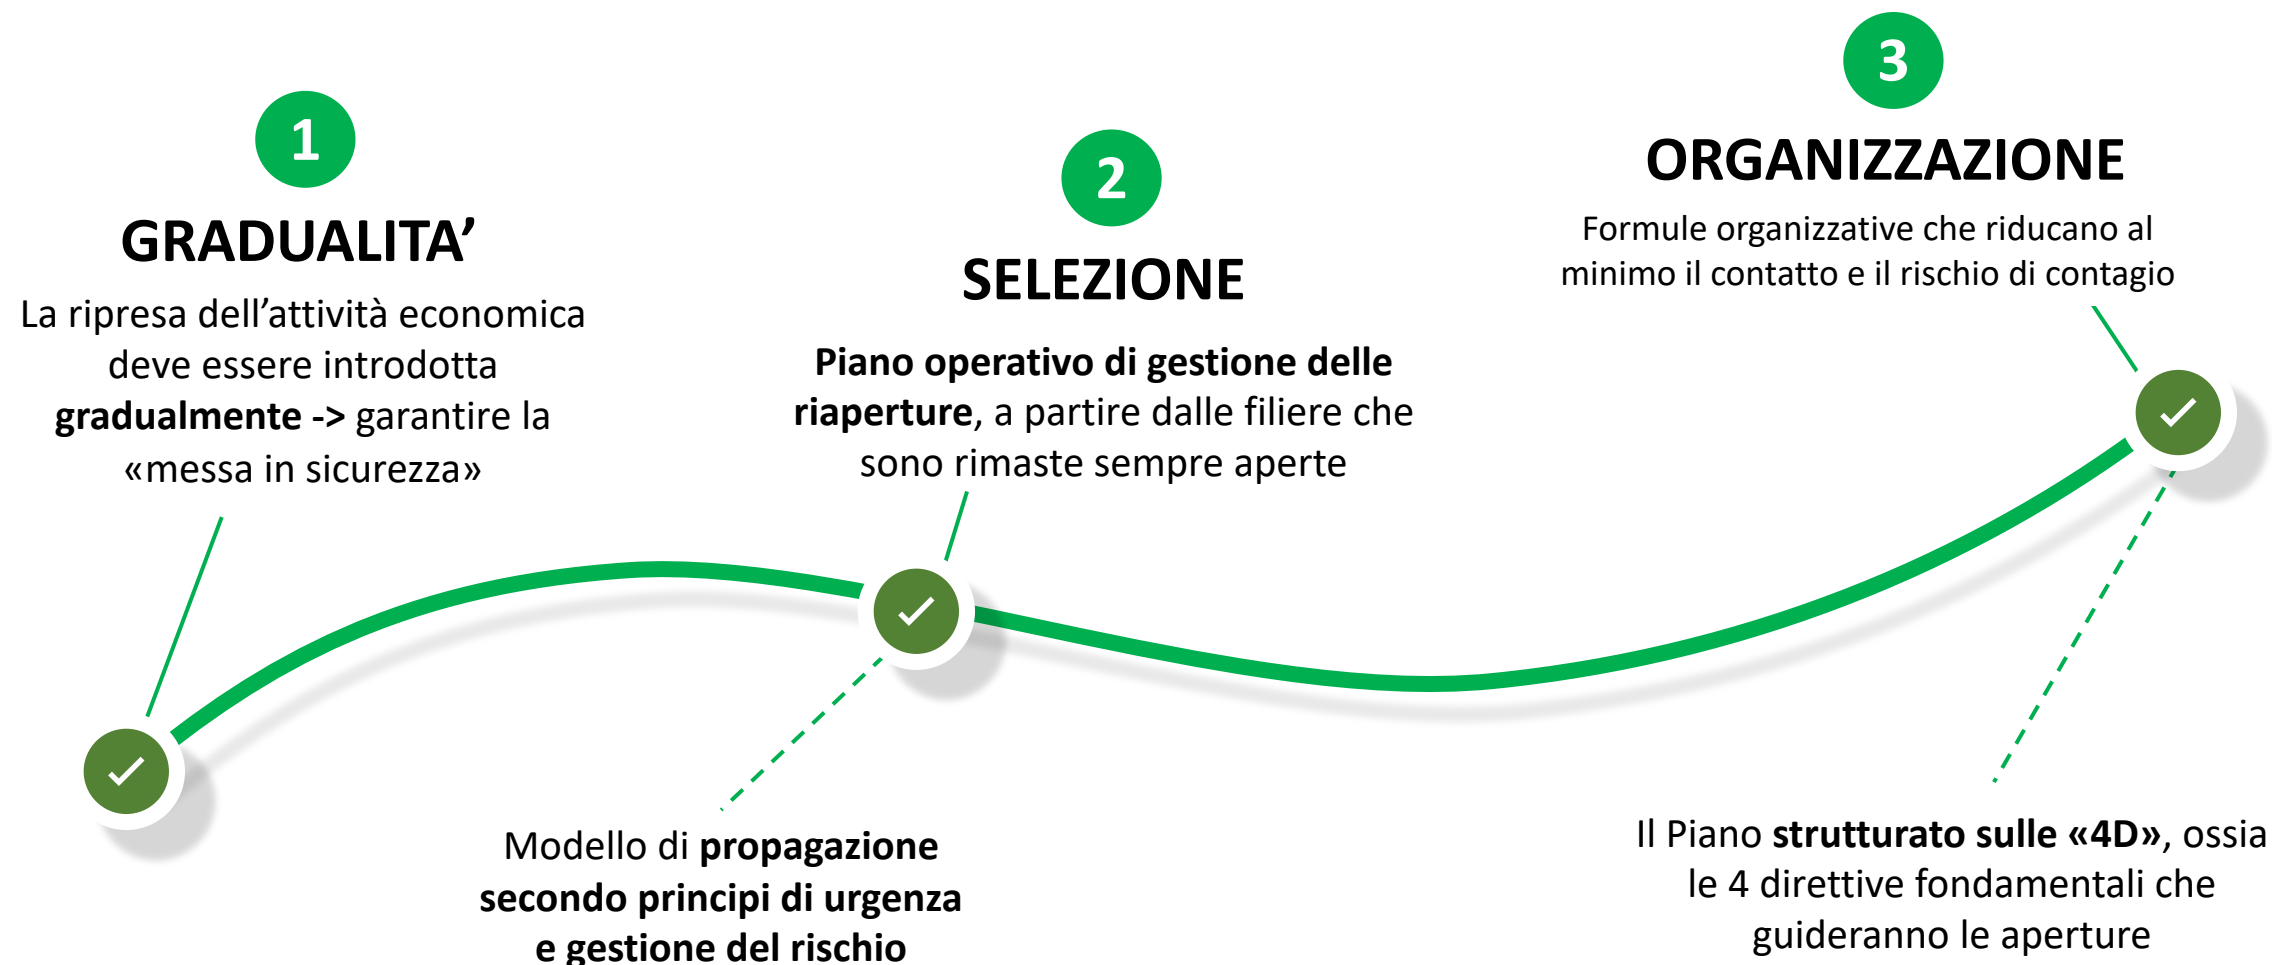 1
GRADUALITA’
La ripresa dell’attività economica
deve essere introdotta
gradualmente -> garantire la
«messa in sicurezza»
2
SELEZIONE
Piano operativo di gestione delle
riaperture, a partire dalle filiere che
sono rimaste sempre aperte
Modello di propagazione
secondo principi di urgenza
e gestione del rischio
3
ORGANIZZAZIONE
Formule organizzative che riducano al
minimo il contatto e il rischio di contagio
Il Piano strutturato sulle «4D», ossia
le 4 direttive fondamentali che
guideranno le aperture